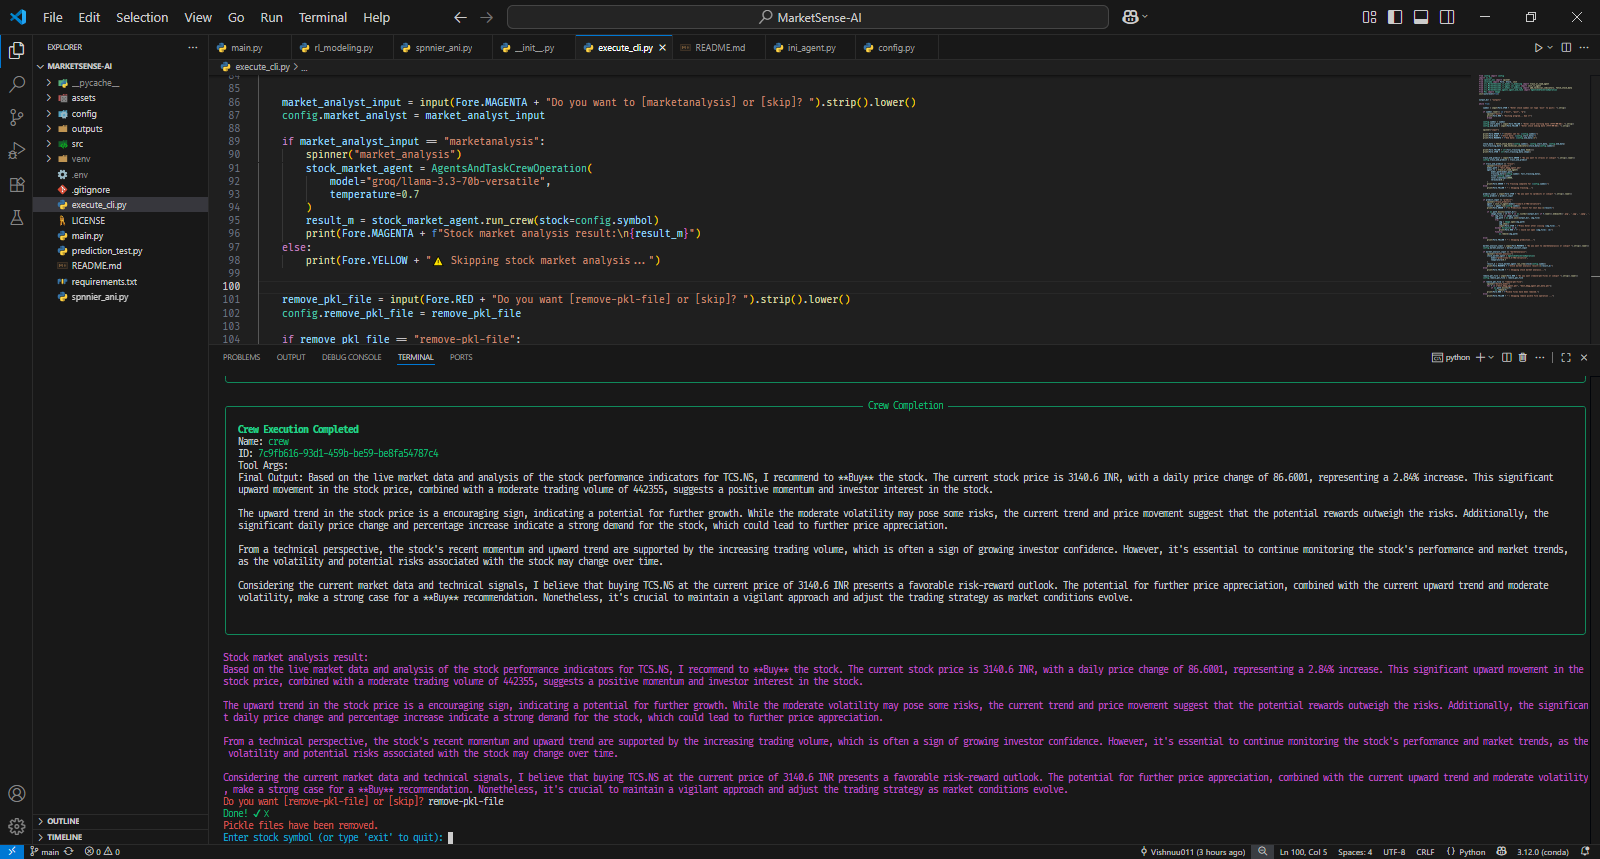 File Edit Selection View Go Run Terminal Help
MarketSense-AI
EXPLORER
MARKETSENSE-AI
__pycache__
assets
config
outputs
src
venv
.env
.gitignore
execute_cli.py
LICENSE
main.py
prediction_test.py
README.md
requirements.txt
spnnier_ani.py
OUTLINE
TIMELINE
main.py rl_modeling.py spnnier_ani.py __init__.py execute_cli.py README.md ini_agent.py config.py
execute_cli.py > ...
84
85
86 market_analyst_input = input(Fore.MAGENTA + "Do you want to [marketanalysis] or [skip]? ").strip().lower()
87 config.market_analyst = market_analyst_input
88
89 if market_analyst_input == "marketanalysis":
90 spinner("market_analysis")
91 stock_market_agent = AgentsAndTaskCrewOperation(
92 model="groq/llama-3.3-70b-versatile",
93 temperature=0.7
94 )
95 result_m = stock_market_agent.run_crew(stock=config.symbol)
96 print(Fore.MAGENTA + f"Stock market analysis result:\n{result_m}")
97 else:
98 print(Fore.YELLOW + "⚠️ Skipping stock market analysis...")
99
100
101 remove_pkl_file = input(Fore.RED + "Do you want [remove-pkl-file] or [skip]? ").strip().lower()
102 config.remove_pkl_file = remove_pkl_file
103
104 if remove_pkl_file == "remove-pkl-file":
PROBLEMS OUTPUT DEBUG CONSOLE TERMINAL PORTS
python
Crew Completion
Crew Execution Completed
Name: crew
ID: 7c9fb616-93d1-459b-be59-be8fa54787c4
Tool Args:
Final Output: Based on the live market data and analysis of the stock performance indicators for TCS.NS, I recommend to **Buy** the stock. The current stock price is 3140.6 INR, with a daily price change of 86.6001, representing a 2.84% increase. This significant
upward movement in the stock price, combined with a moderate trading volume of 442355, suggests a positive momentum and investor interest in the stock.
The upward trend in the stock price is a encouraging sign, indicating a potential for further growth. While the moderate volatility may pose some risks, the current trend and price movement suggest that the potential rewards outweigh the risks. Additionally, the
significant daily price change and percentage increase indicate a strong demand for the stock, which could lead to further price appreciation.
From a technical perspective, the stock's recent momentum and upward trend are supported by the increasing trading volume, which is often a sign of growing investor confidence. However, it's essential to continue monitoring the stock's performance and market trends,
as the volatility and potential risks associated with the stock may change over time.
Considering the current market data and technical signals, I believe that buying TCS.NS at the current price of 3140.6 INR presents a favorable risk-reward outlook. The potential for further price appreciation, combined with the current upward trend and moderate
volatility, make a strong case for a **Buy** recommendation. Nonetheless, it's crucial to maintain a vigilant approach and adjust the trading strategy as market conditions evolve.
Stock market analysis result:
Based on the live market data and analysis of the stock performance indicators for TCS.NS, I recommend to **Buy** the stock. The current stock price is 3140.6 INR, with a daily price change of 86.6001, representing a 2.84% increase. This significant upward movement in the
stock price, combined with a moderate trading volume of 442355, suggests a positive momentum and investor interest in the stock.
The upward trend in the stock price is a encouraging sign, indicating a potential for further growth. While the moderate volatility may pose some risks, the current trend and price movement suggest that the potential rewards outweigh the risks. Additionally, the significan
t daily price change and percentage increase indicate a strong demand for the stock, which could lead to further price appreciation.
From a technical perspective, the stock's recent momentum and upward trend are supported by the increasing trading volume, which is often a sign of growing investor confidence. However, it's essential to continue monitoring the stock's performance and market trends, as the
volatility and potential risks associated with the stock may change over time.
Considering the current market data and technical signals, I believe that buying TCS.NS at the current price of 3140.6 INR presents a favorable risk-reward outlook. The potential for further price appreciation, combined with the current upward trend and moderate volatility
, make a strong case for a **Buy** recommendation. Nonetheless, it's crucial to maintain a vigilant approach and adjust the trading strategy as market conditions evolve.
Do you want [remove-pkl-file] or [skip]? remove-pkl-file
Done! ✓ X
Pickle files have been removed.
Enter stock symbol (or type 'exit' to quit):
main 0 0 Vishnuu011 (3 hours ago) Ln 100, Col 5 Spaces: 4 UTF-8 CRLF Python 3.12.0 (conda)